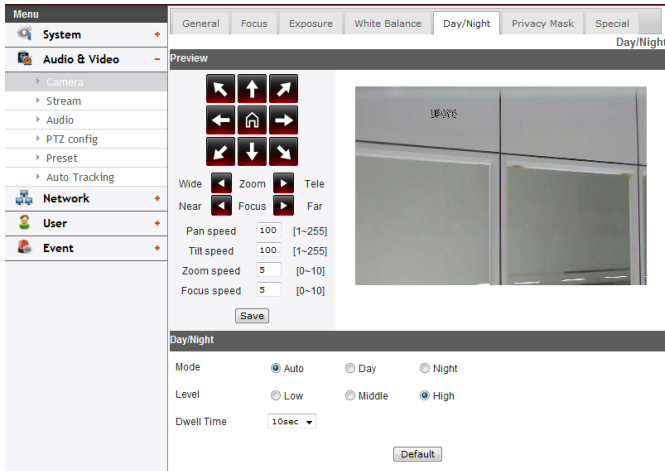 Menu
System +
Audio & Video -
Camera
Stream
Audio
PTZ config
Preset
Auto Tracking
Network +
User +
Event +
General Focus Exposure White Balance Day/Night Privacy Mask Special
Day/Night
Preview
Wide Zoom Tele
Near Focus Far
Pan speed 100 [1~255]
Tilt speed 100 [1~255]
Zoom speed 5 [0~10]
Focus speed 5 [0~10]
Save
Day/Night
Mode Auto Day Night
Level Low Middle High
Dwell Time 10sec
Default